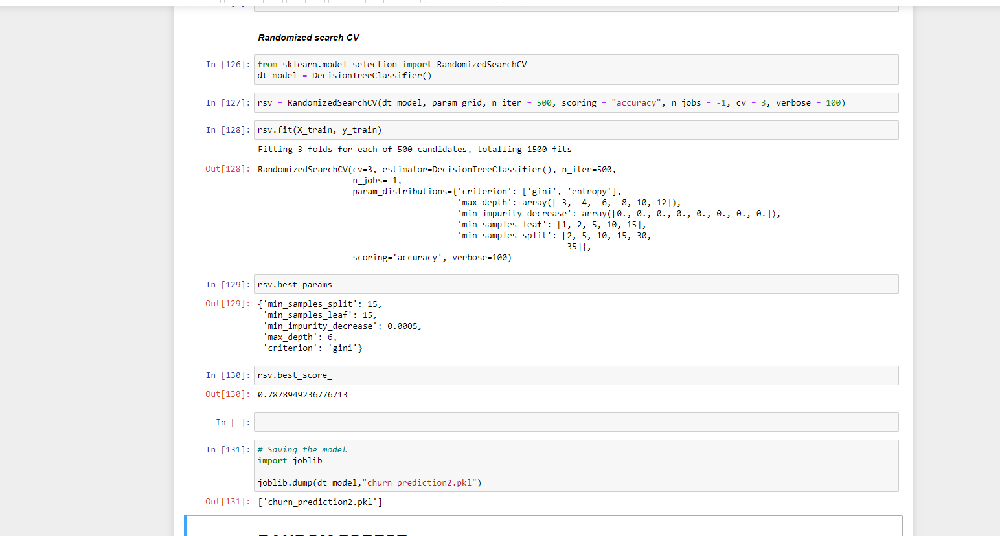 Randomized search CV
In [126]: from sklearn.model_selection import RandomizedSearchCV
dt_model = DecisionTreeClassifier()
In [127]: rsv = RandomizedSearchCV(dt_model, param_grid, n_iter = 500, scoring = "accuracy", n_jobs = -1, cv = 3, verbose = 100)
In [128]: rsv.fit(X_train, y_train)
Fitting 3 folds for each of 500 candidates, totalling 1500 fits
Out[128]: RandomizedSearchCV(cv=3, estimator=DecisionTreeClassifier(), n_iter=500,
n_jobs=-1,
param_distributions={'criterion': ['gini', 'entropy'],
'max_depth': array([ 3,  4,  6,  8, 10, 12]),
'min_impurity_decrease': array([0., 0., 0., 0., 0., 0., 0., 0.]),
'min_samples_leaf': [1, 2, 5, 10, 15],
'min_samples_split': [2, 5, 10, 15, 30,
35]},
scoring='accuracy', verbose=100)
In [129]: rsv.best_params_
Out[129]: {'min_samples_split': 15,
'min_samples_leaf': 15,
'min_impurity_decrease': 0.0005,
'max_depth': 6,
'criterion': 'gini'}
In [130]: rsv.best_score_
Out[130]: 0.7878949236776713
In [ ]:
In [131]: # Saving the model
import joblib
joblib.dump(dt_model,"churn_prediction2.pkl")
Out[131]: ['churn_prediction2.pkl']
RANDOM FOREST